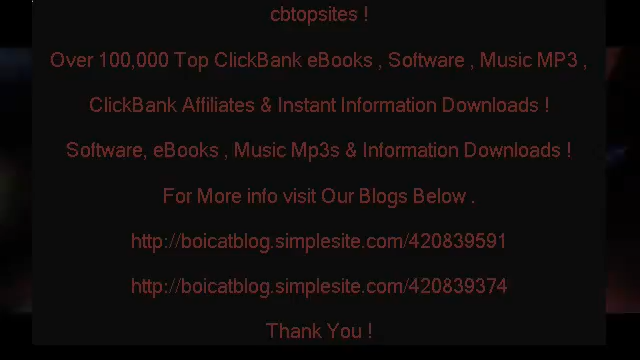 cbtopsites !
Over 100,000 Top ClickBank eBooks , Software , Music MP3 ,
ClickBank Affiliates & Instant Information Downloads !
Software, eBooks , Music Mp3s & Information Downloads !
For More info visit Our Blogs Below .
http://boicatblog.simplesite.com/420839591
http://boicatblog.simplesite.com/420839374
Thank You !